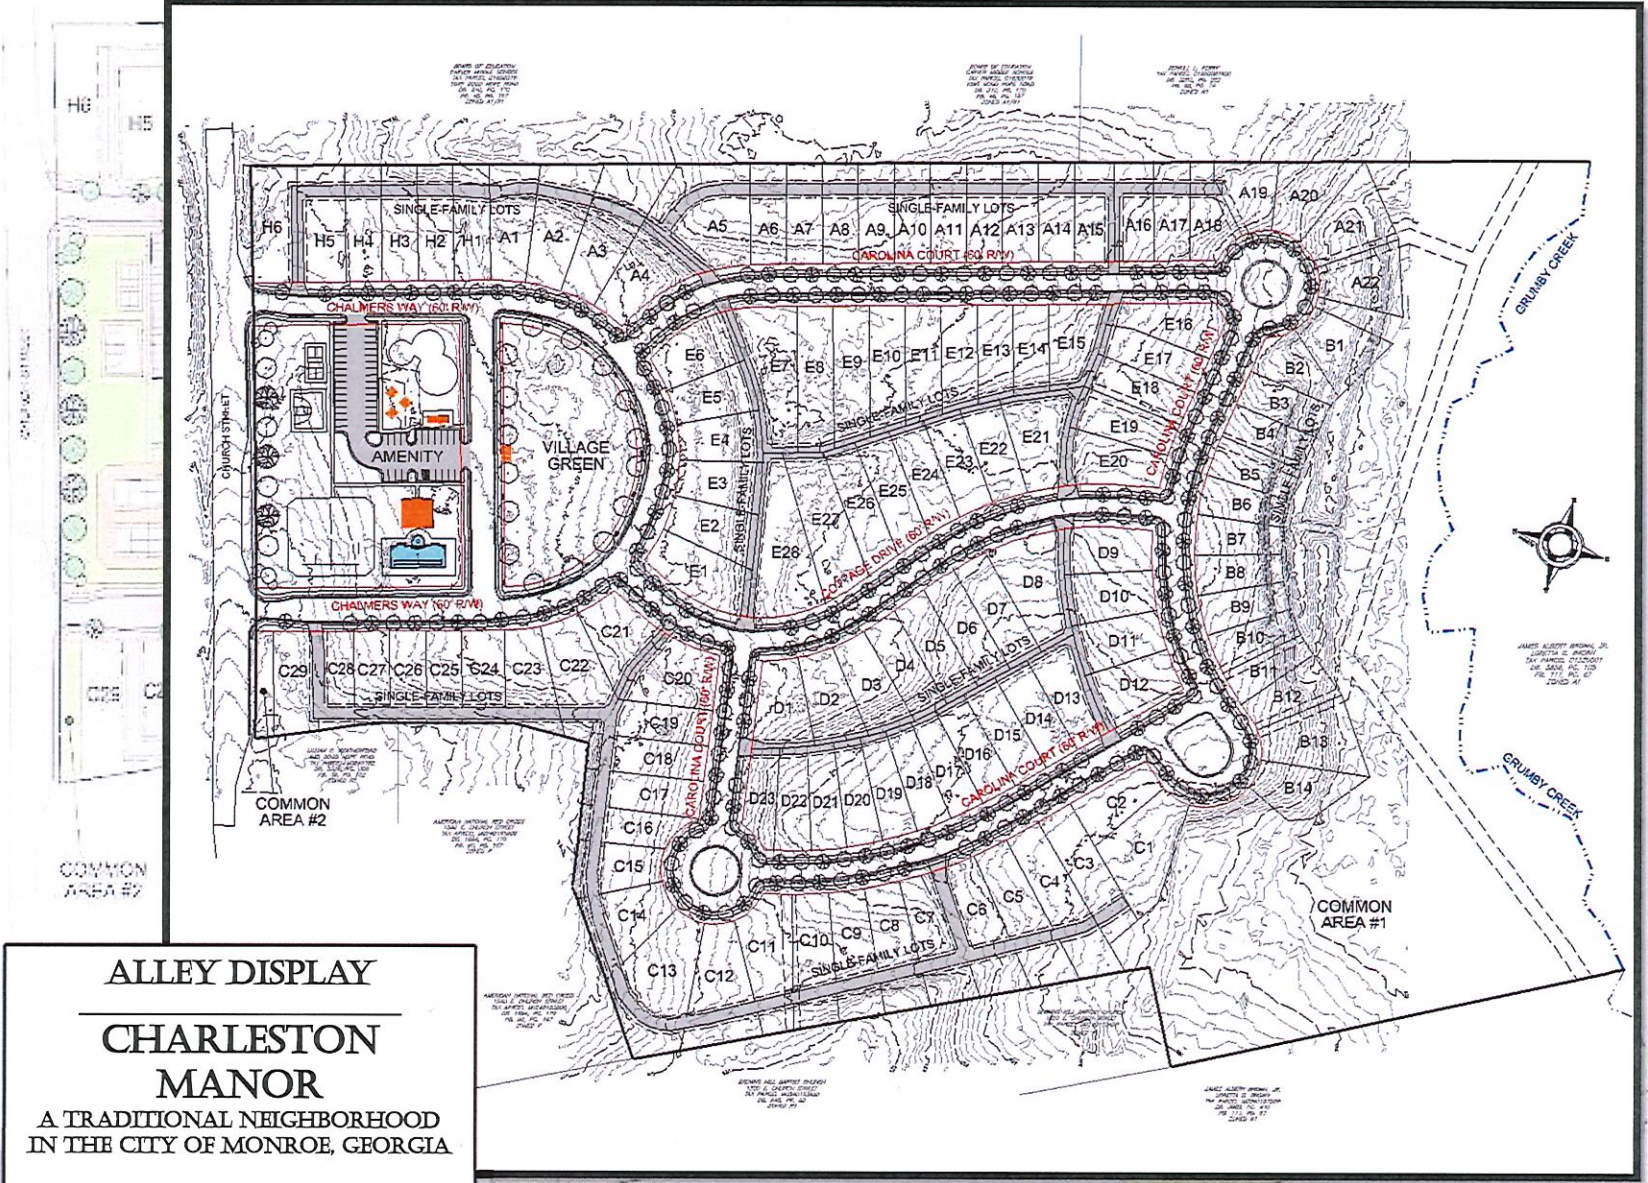 H6
H5
C28
COMMON
AREA #2
A19
A20
A21
A22
SINGLE-FAMILY LOTS
H6
H5
H4
H3
H2
H1
A1
A2
A3
A4
SINGLE-FAMILY LOTS
A5
A6
A7
A8
A9
A10
A11
A12
A13
A14
A15
A16
A17
A18
CAROLINA COURT (60' R/W)
CHALMERS WAY (60' R/W)
GRUMBY CREEK
CHURCH STREET
AMENITY
VILLAGE
GREEN
E6
E5
E4
E3
E2
E1
SINGLE-FAMILY LOTS
E7
E8
E9
E10
E11
E12
E13
E14
E15
E16
E17
E18
E19
E20
CAROLINA COURT (60' R/W)
SINGLE-FAMILY LOTS
E21
E22
E23
E24
E25
E26
E27
E28
COTTAGE DRIVE (60' R/W)
B1
B2
B3
B4
B5
B6
B7
B8
B9
B10
B11
B12
B13
B14
SINGLE FAMILY LOTS
CHALMERS WAY (60' R/W)
C29
C28
C27
C26
C25
C24
C23
C22
C21
SINGLE-FAMILY LOTS
C20
C19
C18
C17
C16
C15
C14
C13
C12
CAROLINA COURT (60' R/W)
D1
D2
D3
D4
D5
D6
D7
D8
D9
D10
D11
D12
SINGLE-FAMILY LOTS
D13
D14
D15
D16
D17
D18
D19
D20
D21
D22
D23
CAROLINA COURT (60' R/W)
C1
C2
C3
C4
C5
C6
C7
C8
C9
C10
C11
SINGLE-FAMILY LOTS
GRUMBY CREEK
COMMON
AREA #2
COMMON
AREA #1
ALLEY DISPLAY
CHARLESTON
MANOR
A TRADITIONAL NEIGHBORHOOD
IN THE CITY OF MONROE, GEORGIA